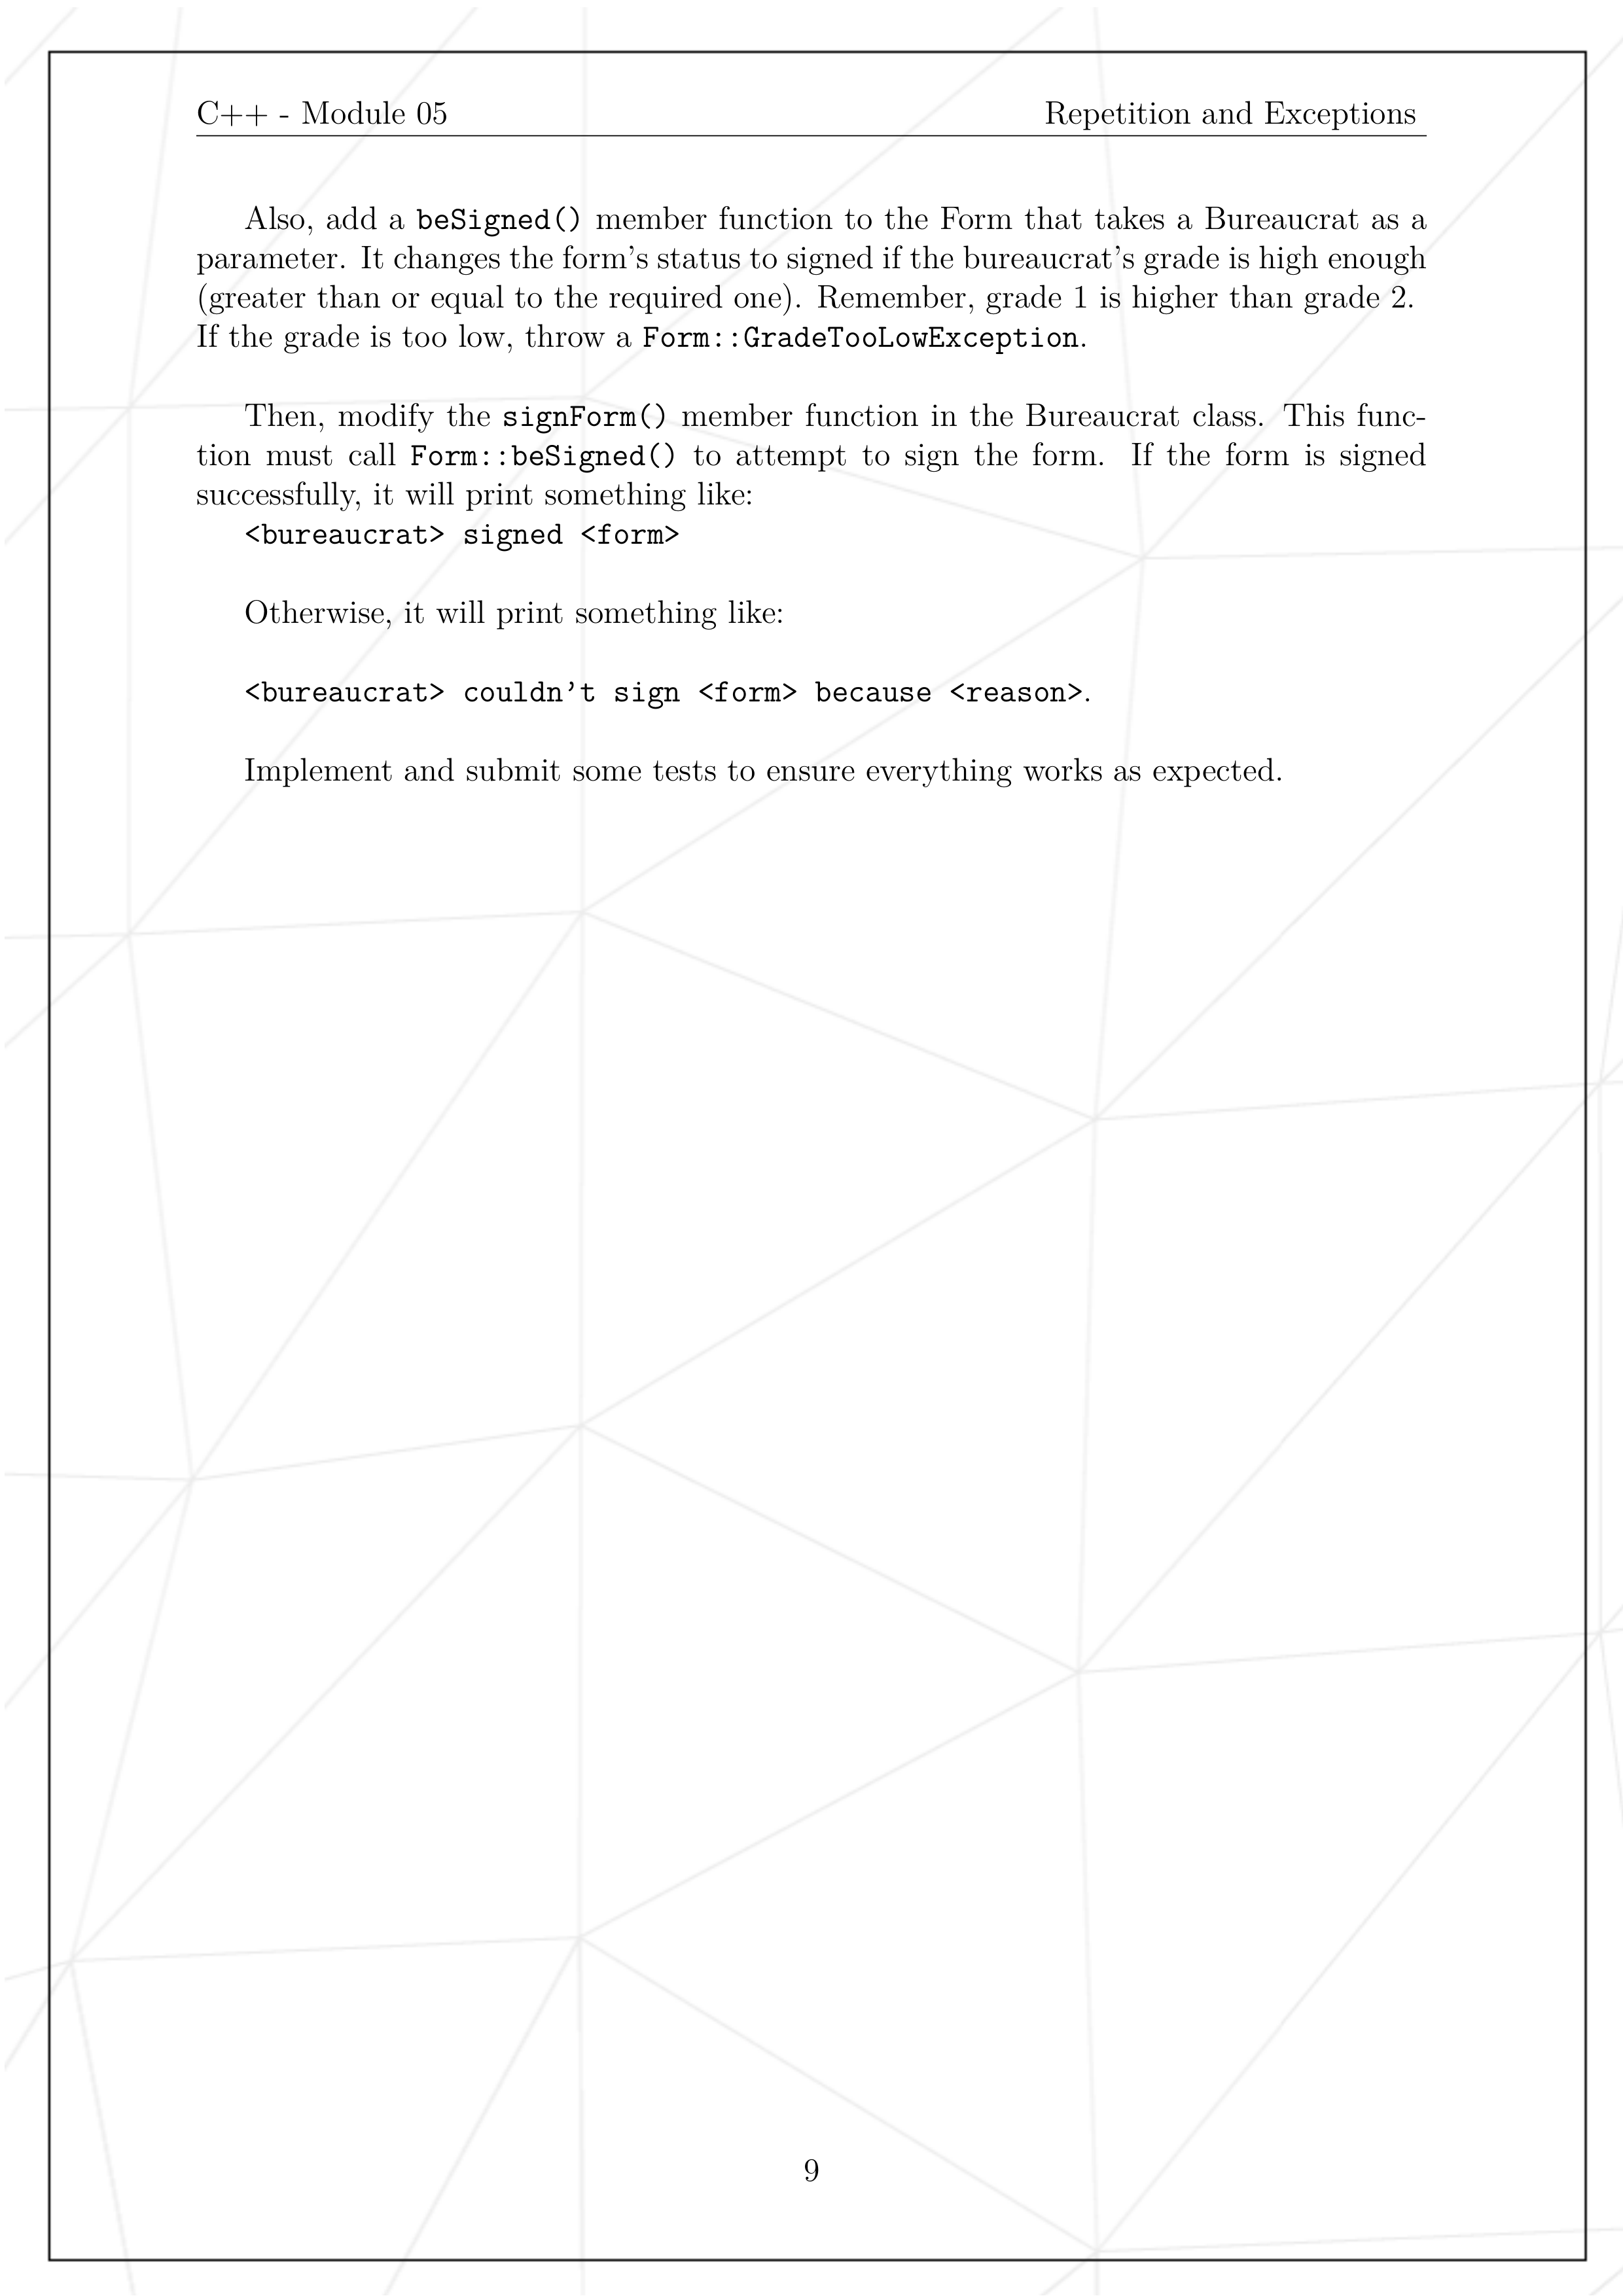 C++ - Module 05 Repetition and Exceptions
Also, add a beSigned() member function to the Form that takes a Bureaucrat as a
parameter. It changes the form's status to signed if the bureaucrat's grade is high enough
(greater than or equal to the required one). Remember, grade 1 is higher than grade 2.
If the grade is too low, throw a Form::GradeTooLowException.
Then, modify the signForm() member function in the Bureaucrat class. This func-
tion must call Form::beSigned() to attempt to sign the form. If the form is signed
successfully, it will print something like:
<bureaucrat> signed <form>
Otherwise, it will print something like:
<bureaucrat> couldn't sign <form> because <reason>.
Implement and submit some tests to ensure everything works as expected.
9